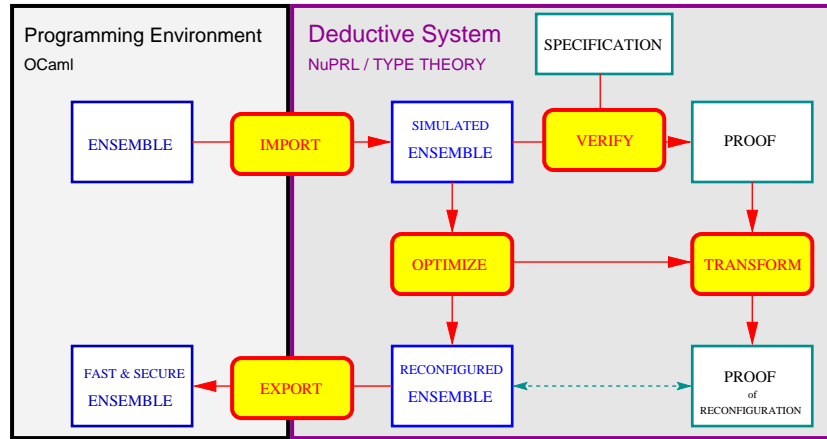 Programming Environment
OCaml
Deductive System
NuPRL / TYPE THEORY
SPECIFICATION
ENSEMBLE
IMPORT
SIMULATED
ENSEMBLE
VERIFY
PROOF
OPTIMIZE
TRANSFORM
FAST & SECURE
ENSEMBLE
EXPORT
RECONFIGURED
ENSEMBLE
PROOF
of
RECONFIGURATION